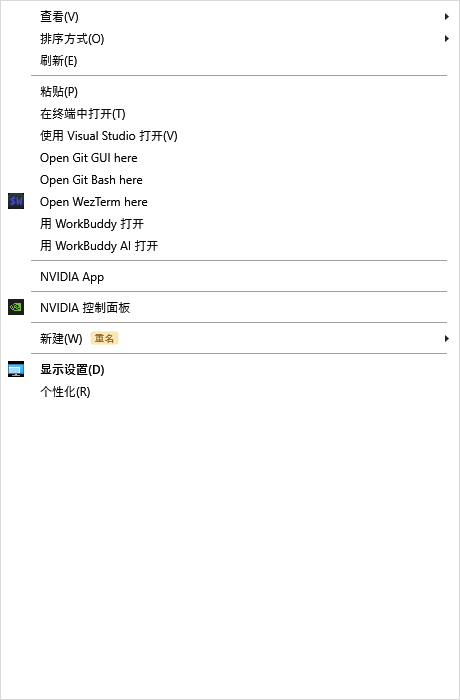 查看(V)
排序方式(O)
刷新(E)
粘贴(P)
在终端中打开(T)
使用 Visual Studio 打开(V)
Open Git GUI here
Open Git Bash here
Open WezTerm here
用 WorkBuddy 打开
用 WorkBuddy AI 打开
NVIDIA App
NVIDIA 控制面板
新建(W) 重名
显示设置(D)
个性化(R)